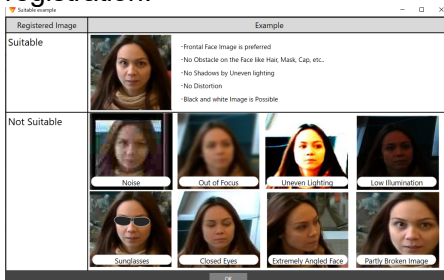 registration.
Suitable example
Registered Image
Example
Suitable
-Frontal Face Image is preferred
-No Obstacle on the Face like Hair, Mask, Cap, etc..
-No Shadows by Uneven lighting
-No Distortion
-Black and white Image is Possible
Not Suitable
Noise
Out of Focus
Uneven Lighting
Low Illumination
Sunglasses
Closed Eyes
Extremely Angled Face
Partly Broken Image
OK